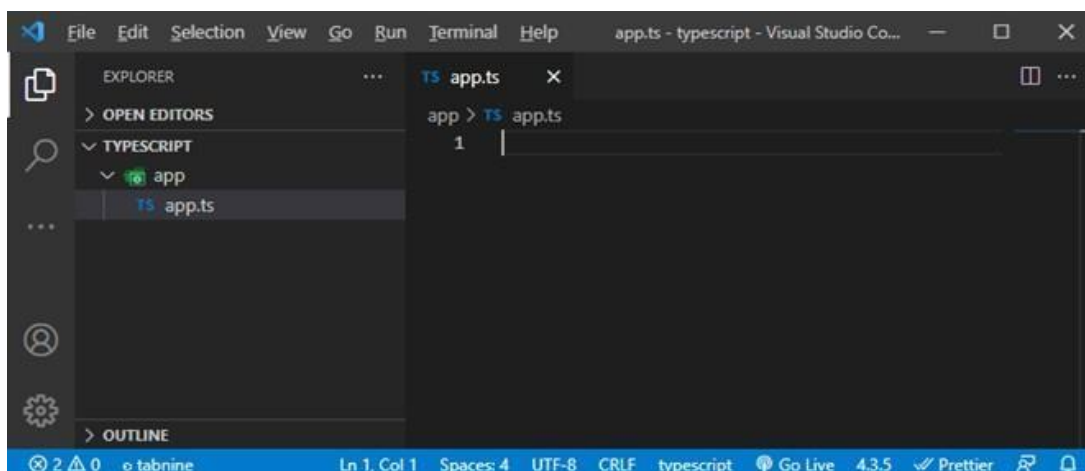 File Edit Selection View Go Run Terminal Help app.ts - typescript - Visual Studio Co...
EXPLORER
TS app.ts
> OPEN EDITORS
app > TS app.ts
TYPESCRIPT
1
app
TS app.ts
> OUTLINE
2 0 tabnine Ln 1, Col 1 Spaces: 4 UTF-8 CRLF typescript Go Live 4.3.5 Prettier